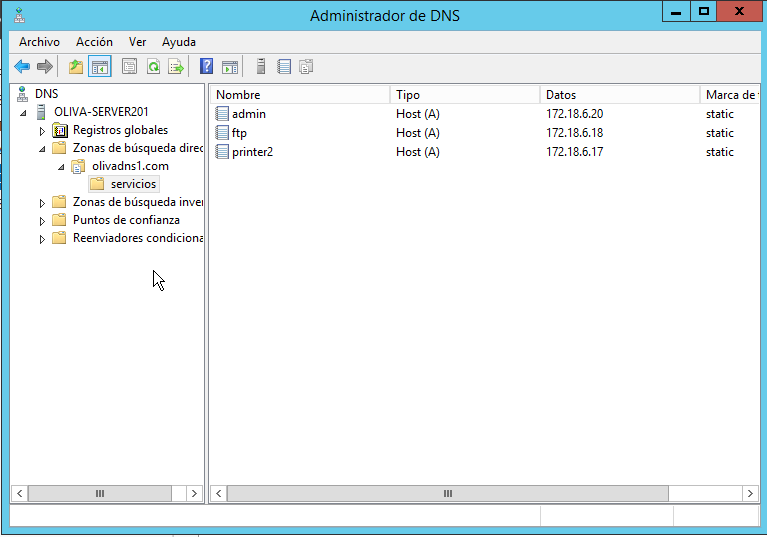 Administrador de DNS
Archivo Acción Ver Ayuda
DNS
OLIVA-SERVER201
Registros globales
Zonas de búsqueda direc
olivadns1.com
servicios
Zonas de búsqueda inver
Puntos de confianza
Reenviadores condiciona
Nombre Tipo Datos Marca de
admin Host (A) 172.18.6.20 static
ftp Host (A) 172.18.6.18 static
printer2 Host (A) 172.18.6.17 static